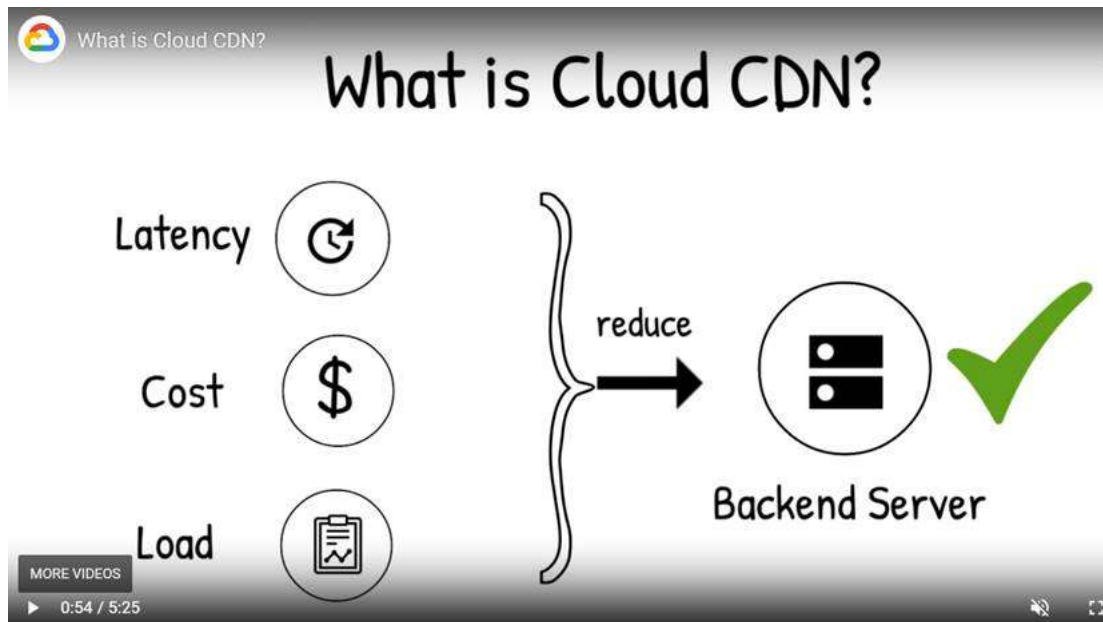 What is Cloud CDN?
What is Cloud CDN?
Latency
$
reduce
Cost
Backend Server
Load
MORE VIDEOS
0:54 / 5:25